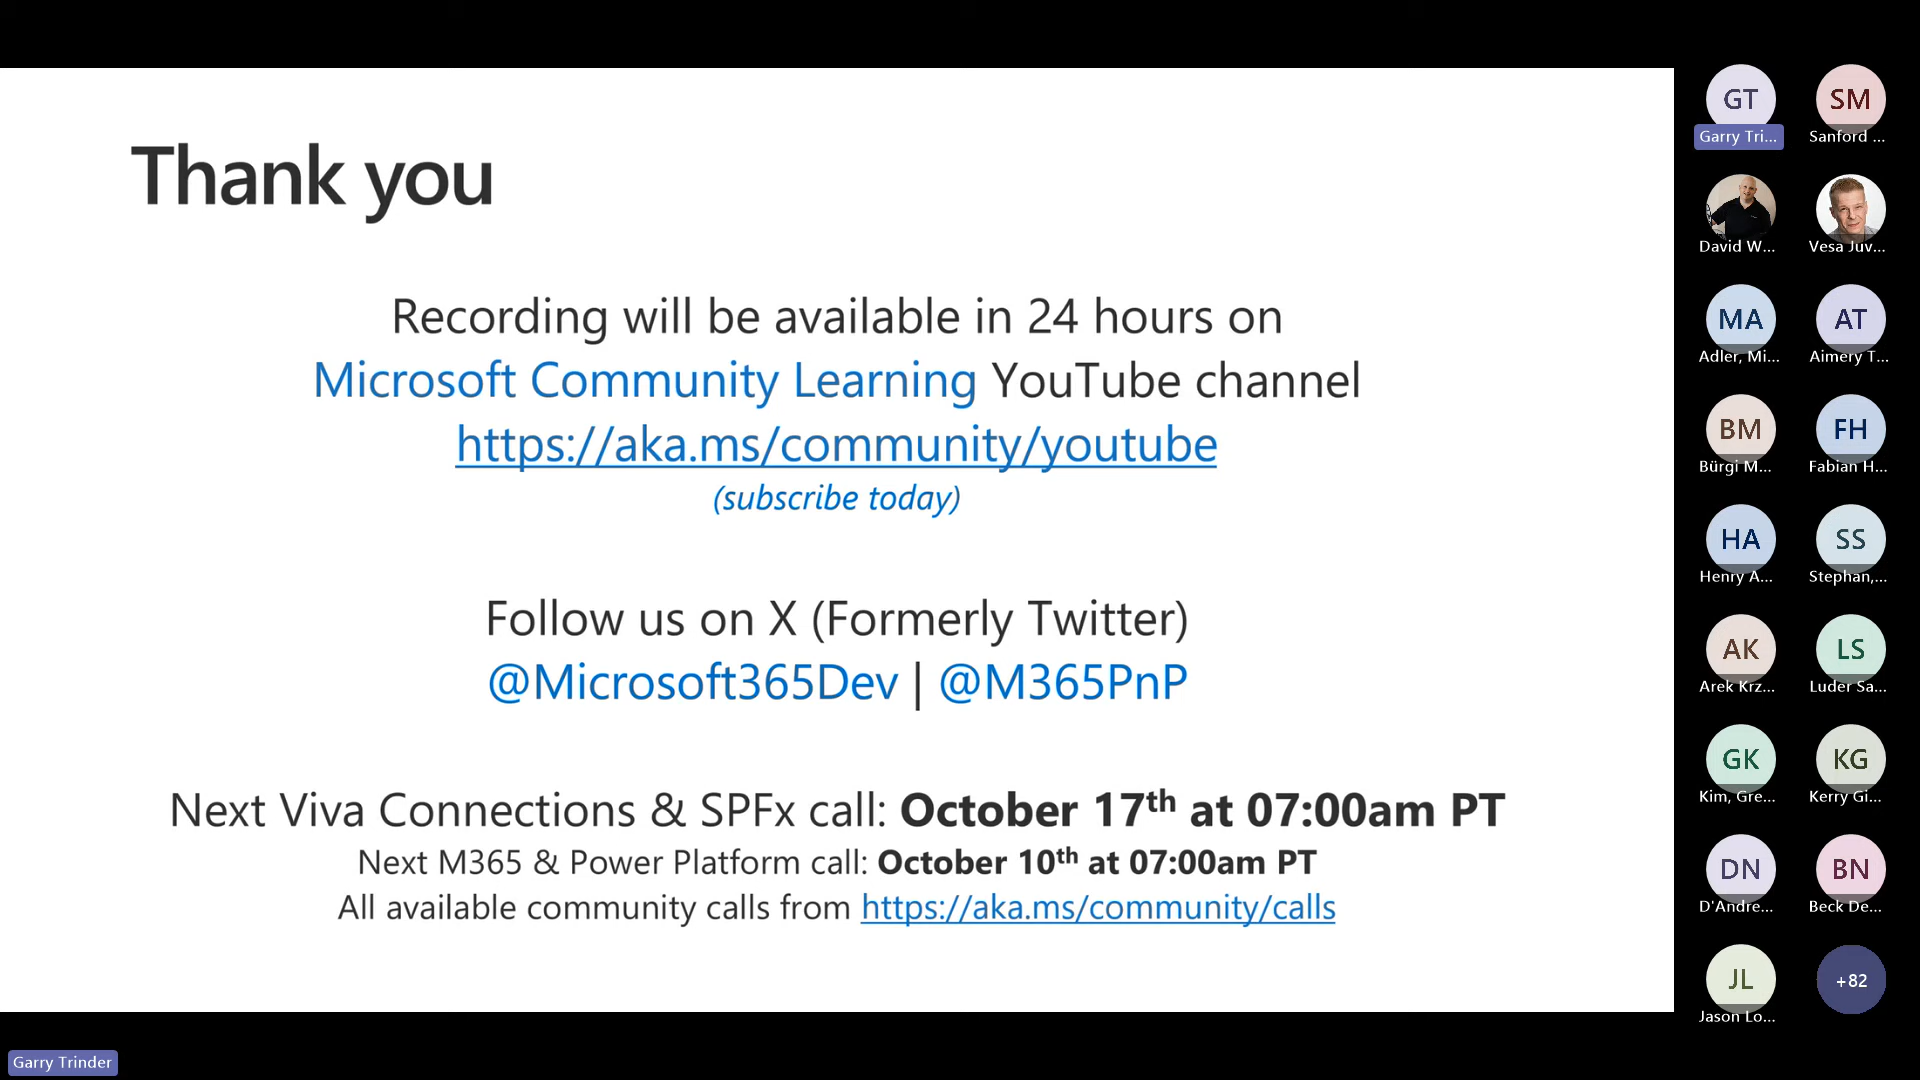 Thank you
Recording will be available in 24 hours on
Microsoft Community Learning YouTube channel
https://aka.ms/community/youtube
(subscribe today)
Follow us on X (Formerly Twitter)
@Microsoft365Dev | @M365PnP
Next Viva Connections & SPFx call: October 17th at 07:00am PT
Next M365 & Power Platform call: October 10th at 07:00am PT
All available community calls from https://aka.ms/community/calls
GT SM
Garry Tri... Sanford ...
David W... Vesa Juv...
MA AT
Adler, Mi... Aimery T...
BM FH
Bürgi M... Fabian H...
HA SS
Henry A... Stephan,...
AK LS
Arek Krz... Luder Sa...
GK KG
Kim, Gre... Kerry Gi...
DN BN
D'Andre... Beck De...
JL +82
Jason Lo...
Garry Trinder